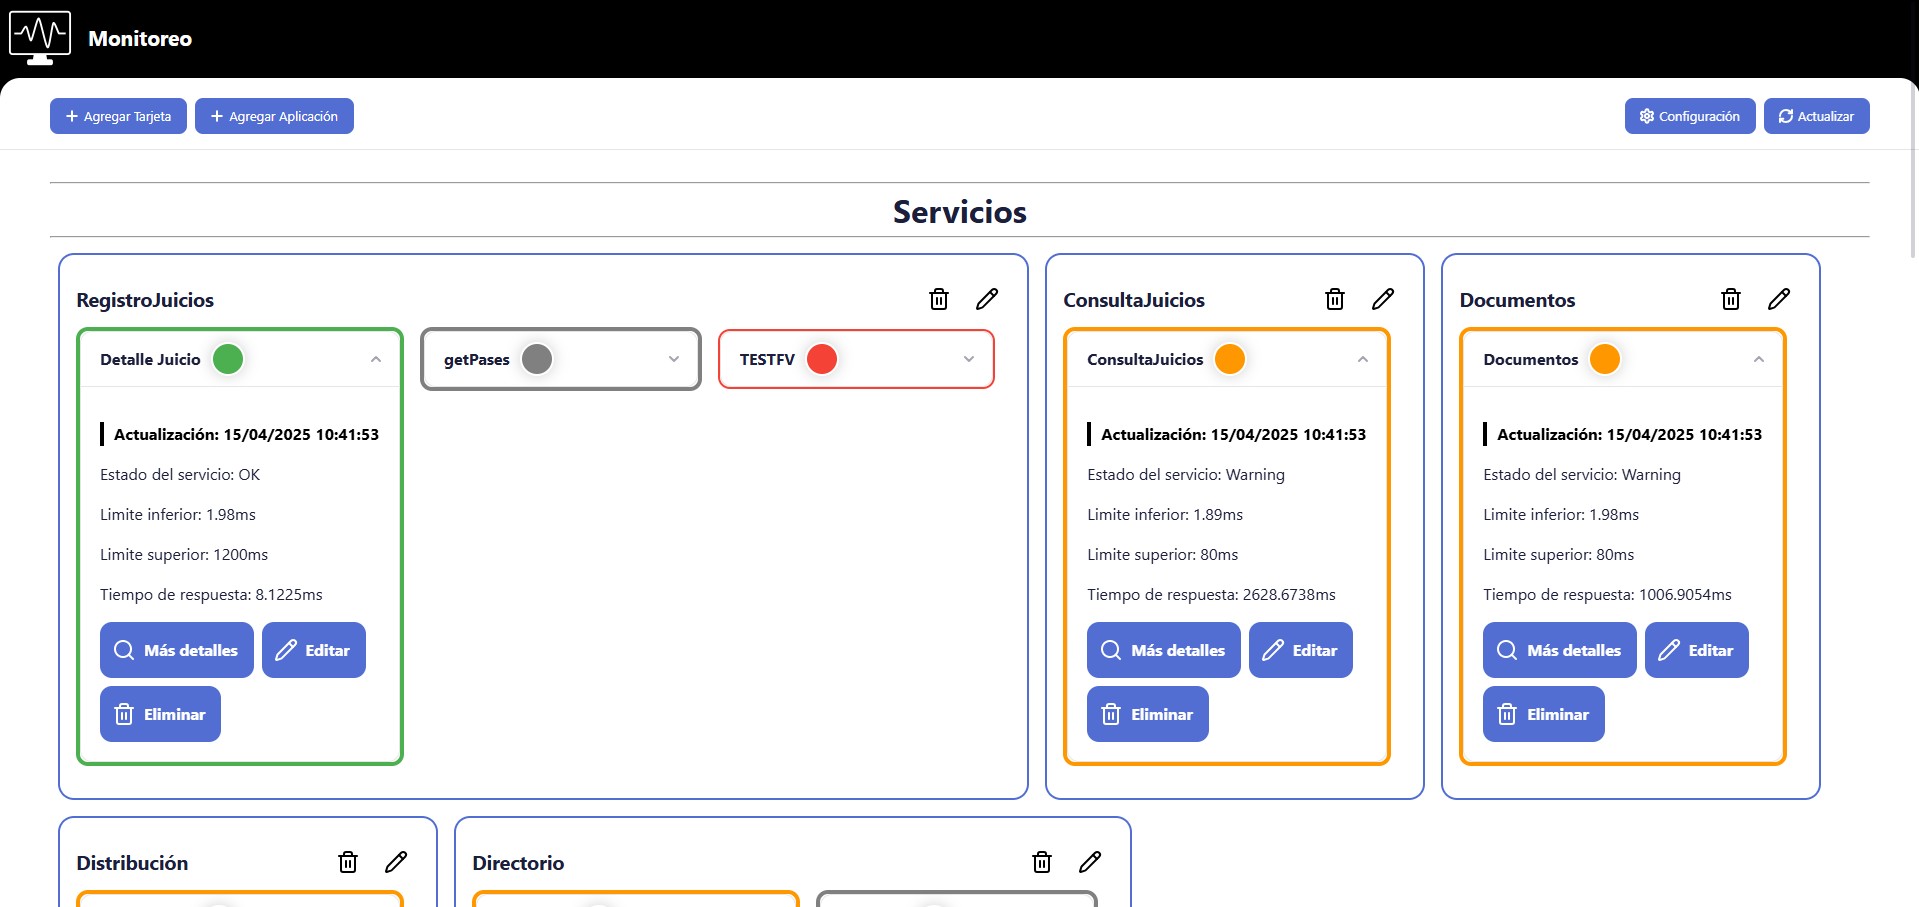 Monitoreo
Agregar Tarjeta
Agregar Aplicación
Configuración
Actualizar
Servicios
RegistroJuicios
Detalle Juicio
Actualización: 15/04/2025 10:41:53
Estado del servicio: OK
Limite inferior: 1.98ms
Limite superior: 1200ms
Tiempo de respuesta: 8.1225ms
Más detalles
Editar
Eliminar
getPases
TESTFV
ConsultaJuicios
ConsultaJuicios
Actualización: 15/04/2025 10:41:53
Estado del servicio: Warning
Limite inferior: 1.89ms
Limite superior: 80ms
Tiempo de respuesta: 2628.6738ms
Más detalles
Editar
Eliminar
Documentos
Documentos
Actualización: 15/04/2025 10:41:53
Estado del servicio: Warning
Limite inferior: 1.98ms
Limite superior: 80ms
Tiempo de respuesta: 1006.9054ms
Más detalles
Editar
Eliminar
Distribución
Directorio